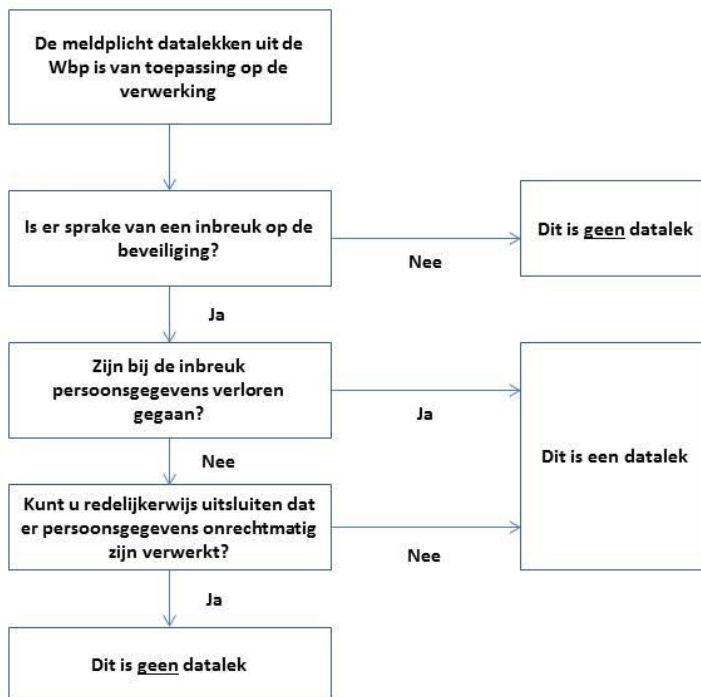 De meldplicht datalekken uit de
Wbp is van toepassing op de
verwerking
Is er sprake van een inbreuk op de
beveiliging?
Nee
Dit is geen datalek
Ja
Zijn bij de inbreuk
persoonsgegevens verloren
gegaan?
Ja
Dit is een datalek
Nee
Kunt u redelijkerwijs uitsluiten dat
er persoonsgegevens onrechtmatig
zijn verwerkt?
Nee
Ja
Dit is geen datalek